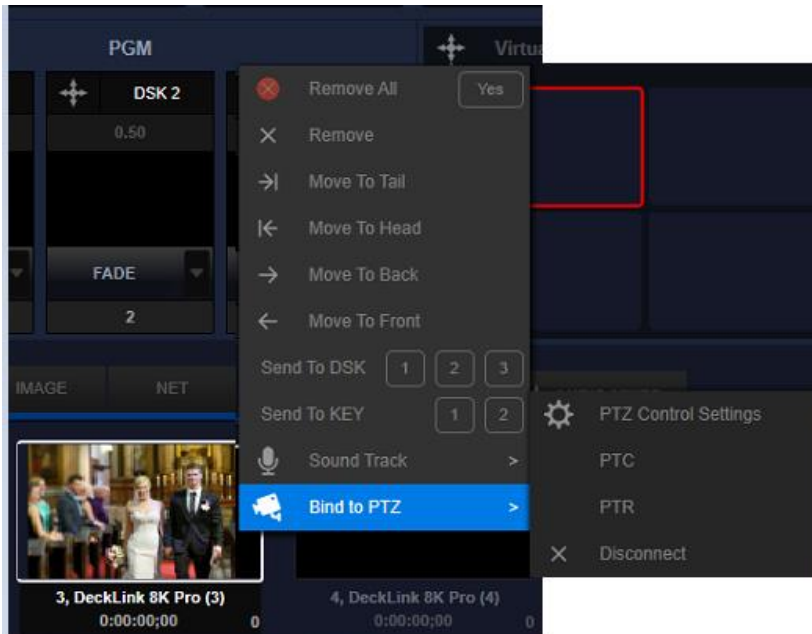 PGM
Virtua
DSK 2
0.50
FADE
2
IMAGE
NET
Remove All
Yes
Remove
Move To Tail
Move To Head
Move To Back
Move To Front
Send To DSK 1 2 3
Send To KEY 1 2
Sound Track >
Bind to PTZ >
PTZ Control Settings
PTC
PTR
Disconnect
3, DeckLink 8K Pro (3)
0:00:00;00 0
4, DeckLink 8K Pro (4)
0:00:00;00 0